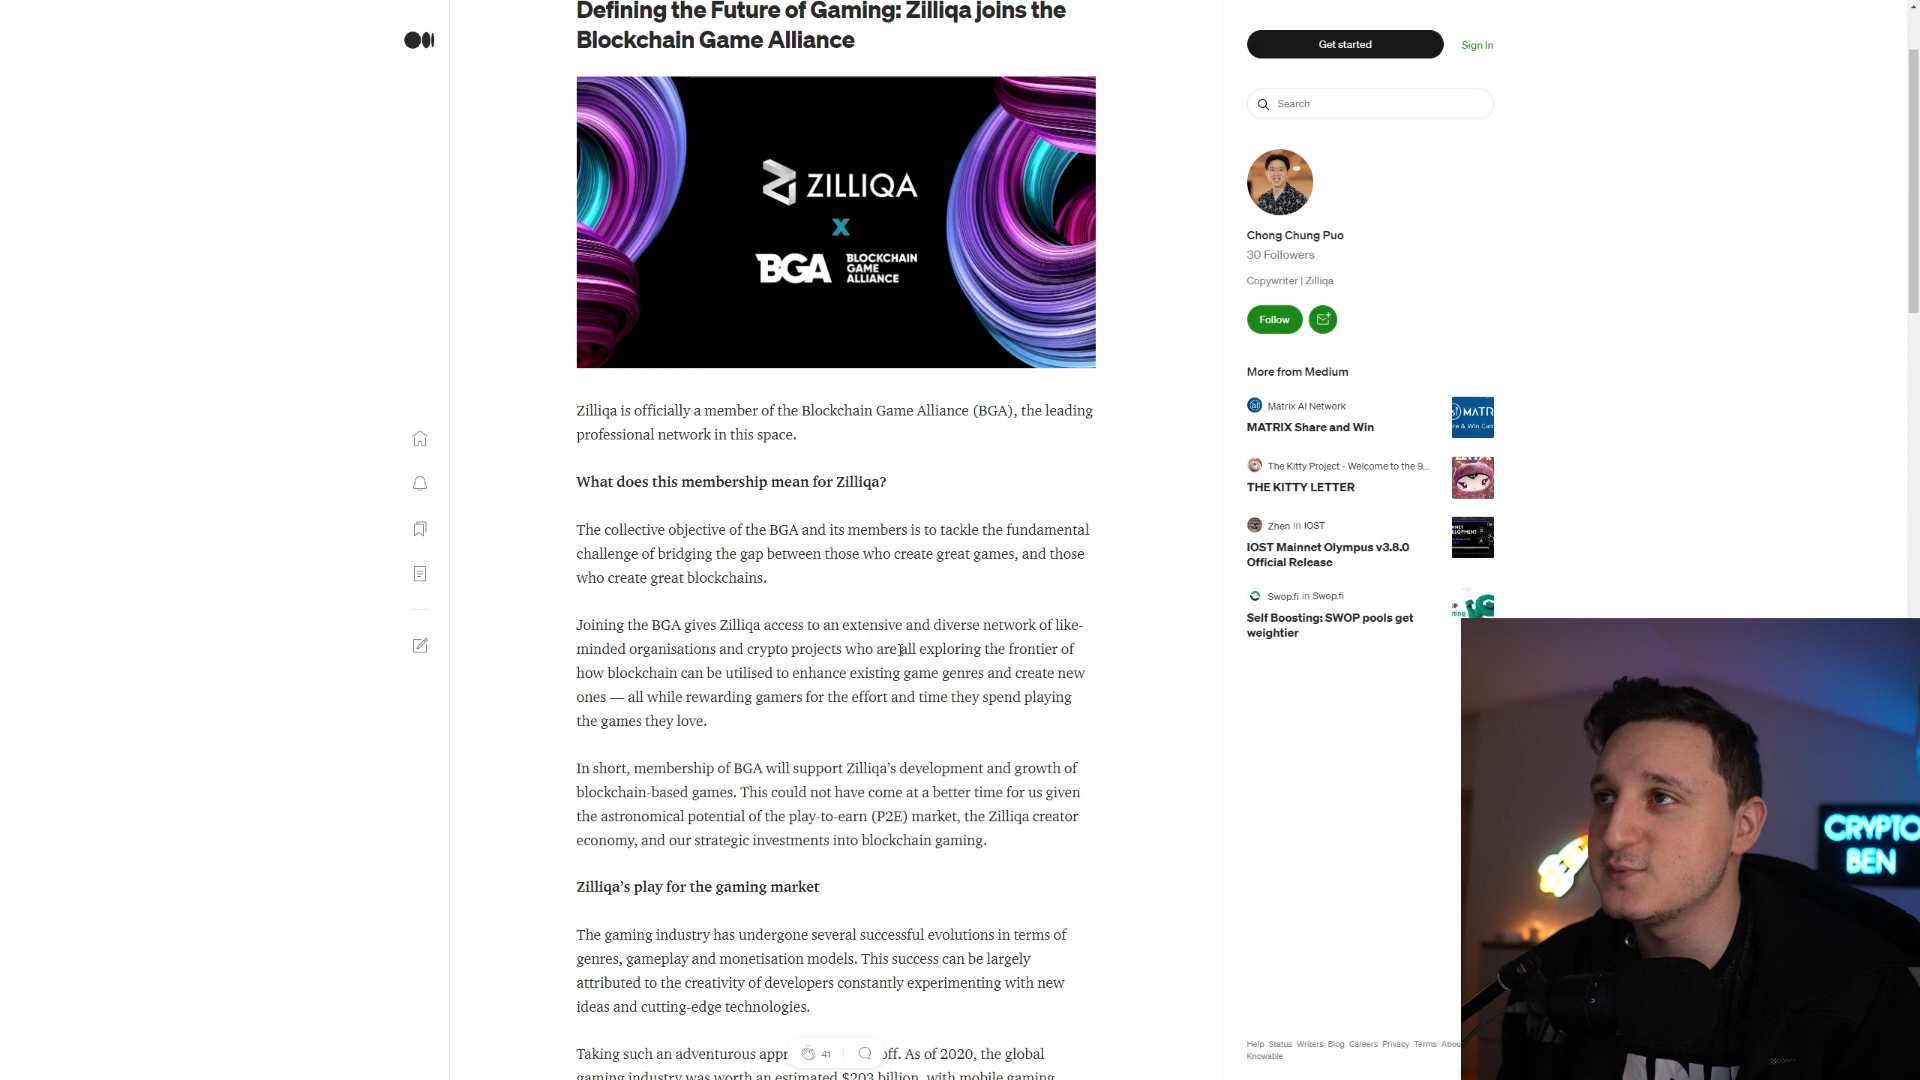 Defining the Future of Gaming: Zilliqa joins the
Blockchain Game Alliance
ZILLIQA
X
BGA BLOCKCHAIN
GAME
ALLIANCE
Zilliqa is officially a member of the Blockchain Game Alliance (BGA), the leading
professional network in this space.
What does this membership mean for Zilliqa?
The collective objective of the BGA and its members is to tackle the fundamental
challenge of bridging the gap between those who create great games, and those
who create great blockchains.
Joining the BGA gives Zilliqa access to an extensive and diverse network of like-
minded organisations and crypto projects who are all exploring the frontier of
how blockchain can be utilised to enhance existing game genres and create new
ones — all while rewarding gamers for the effort and time they spend playing
the games they love.
In short, membership of BGA will support Zilliqa’s development and growth of
blockchain-based games. This could not have come at a better time for us given
the astronomical potential of the play-to-earn (P2E) market, the Zilliqa creator
economy, and our strategic investments into blockchain gaming.
Zilliqa’s play for the gaming market
The gaming industry has undergone several successful evolutions in terms of
genres, gameplay and monetisation models. This success can be largely
attributed to the creativity of developers constantly experimenting with new
ideas and cutting-edge technologies.
Taking such an adventurous appr 41 off. As of 2020, the global
gaming industry was worth an estimated $203 billion, with mobile gaming
Get started
Sign In
Search
Chong Chung Puo
30 Followers
Copywriter | Zilliqa
Follow
More from Medium
Matrix AI Network
MATRIX Share and Win
MATR
The Kitty Project - Welcome to the 9...
THE KITTY LETTER
Zhen in IOST
IOST Mainnet Olympus v3.8.0
Official Release
Swop.fi in Swop.fi
Self Boosting: SWOP pools get
weightier
CRYPTO
BEN
Help Status Writers Blog Careers Privacy Terms Abou
Knowable